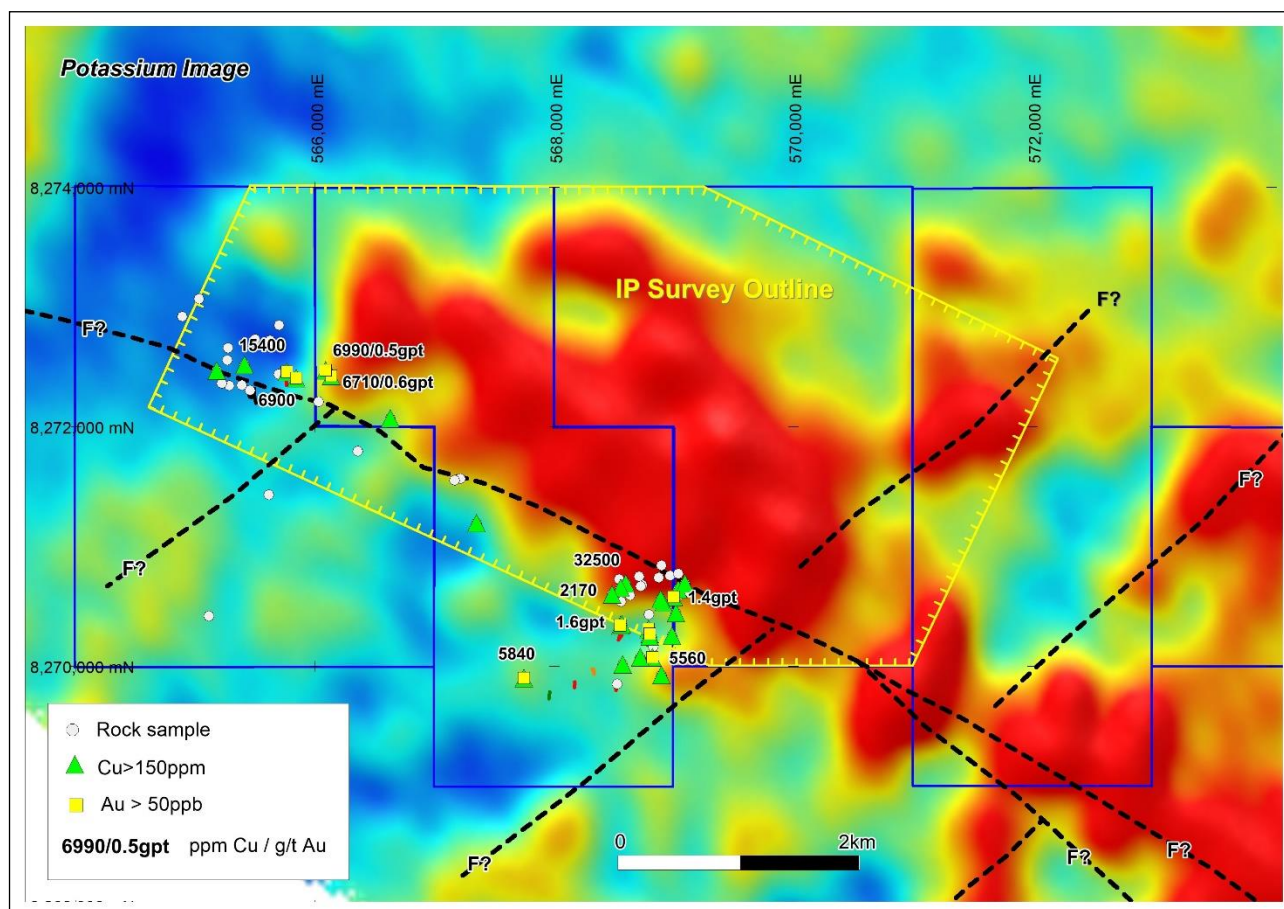 Potassium Image
566,000 mE
568,000 mE
570,000 mE
572,000 mE
8,274,000 mN
IP Survey Outline
F?
F?
15400
6990/0.5gpt
6710/0.6gpt
6900
8,272,000 mN
F?
F?
32500
2170
1.4gpt
1.6gpt
5840
5560
8,270,000 mN
Rock sample
Cu>150ppm
Au > 50ppb
6990/0.5gpt ppm Cu / g/t Au
0 2km
F?
F?
F?